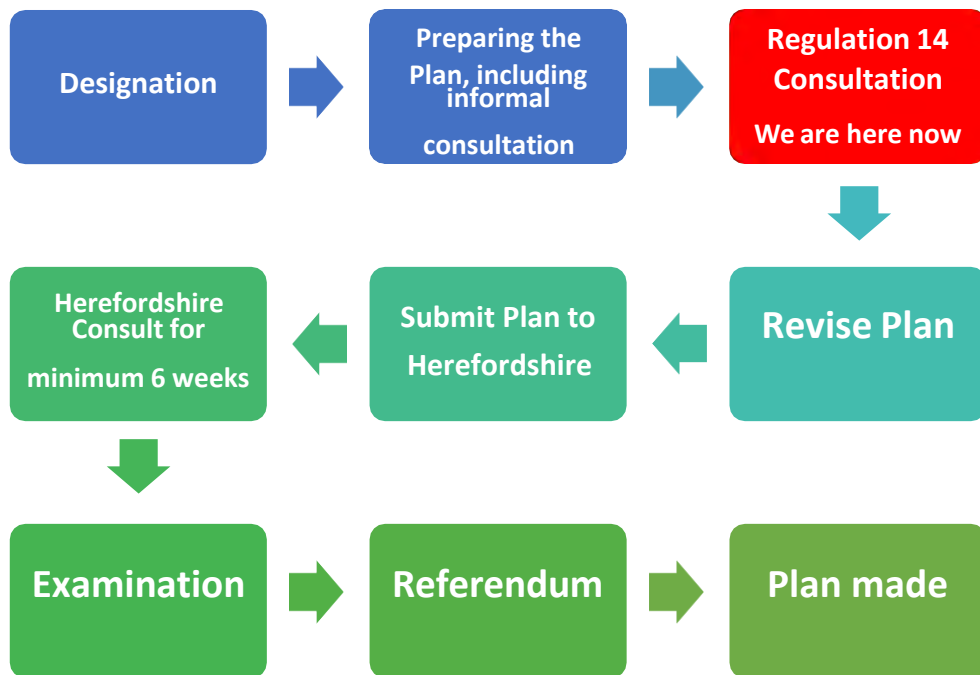 Designation
Preparing the
Plan, including
informal
consultation
Regulation 14
Consultation
We are here now
Revise Plan
Submit Plan to
Herefordshire
Herefordshire
Consult for
minimum 6 weeks
Examination
Referendum
Plan made